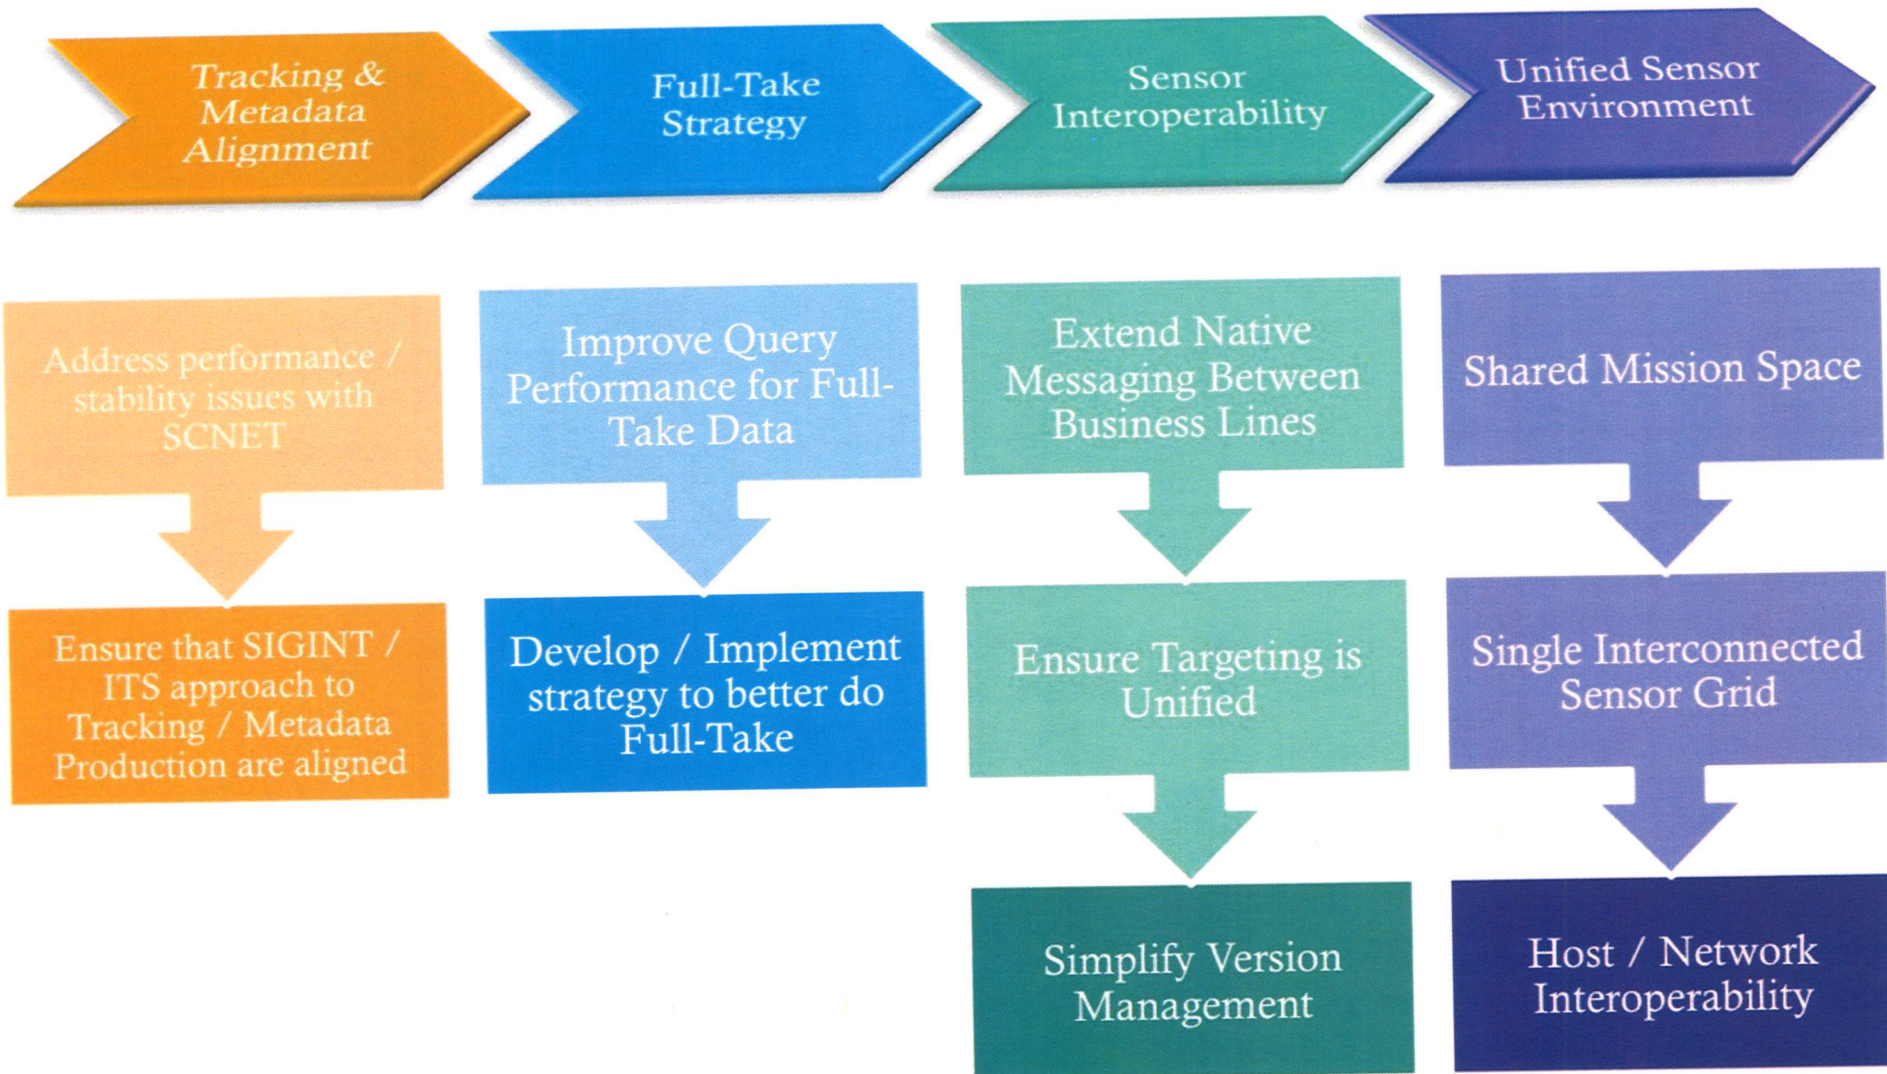 Tracking &
Metadata
Alignment
Full-Take
Strategy
Sensor
Interoperability
Unified Sensor
Environment
Address performance /
stability issues with
SCNET
Ensure that SIGINT /
ITS approach to
Tracking / Metadata
Production are aligned
Improve Query
Performance for Full-
Take Data
Develop / Implement
strategy to better do
Full-Take
Extend Native
Messaging Between
Business Lines
Ensure Targeting is
Unified
Simplify Version
Management
Shared Mission Space
Single Interconnected
Sensor Grid
Host / Network
Interoperability